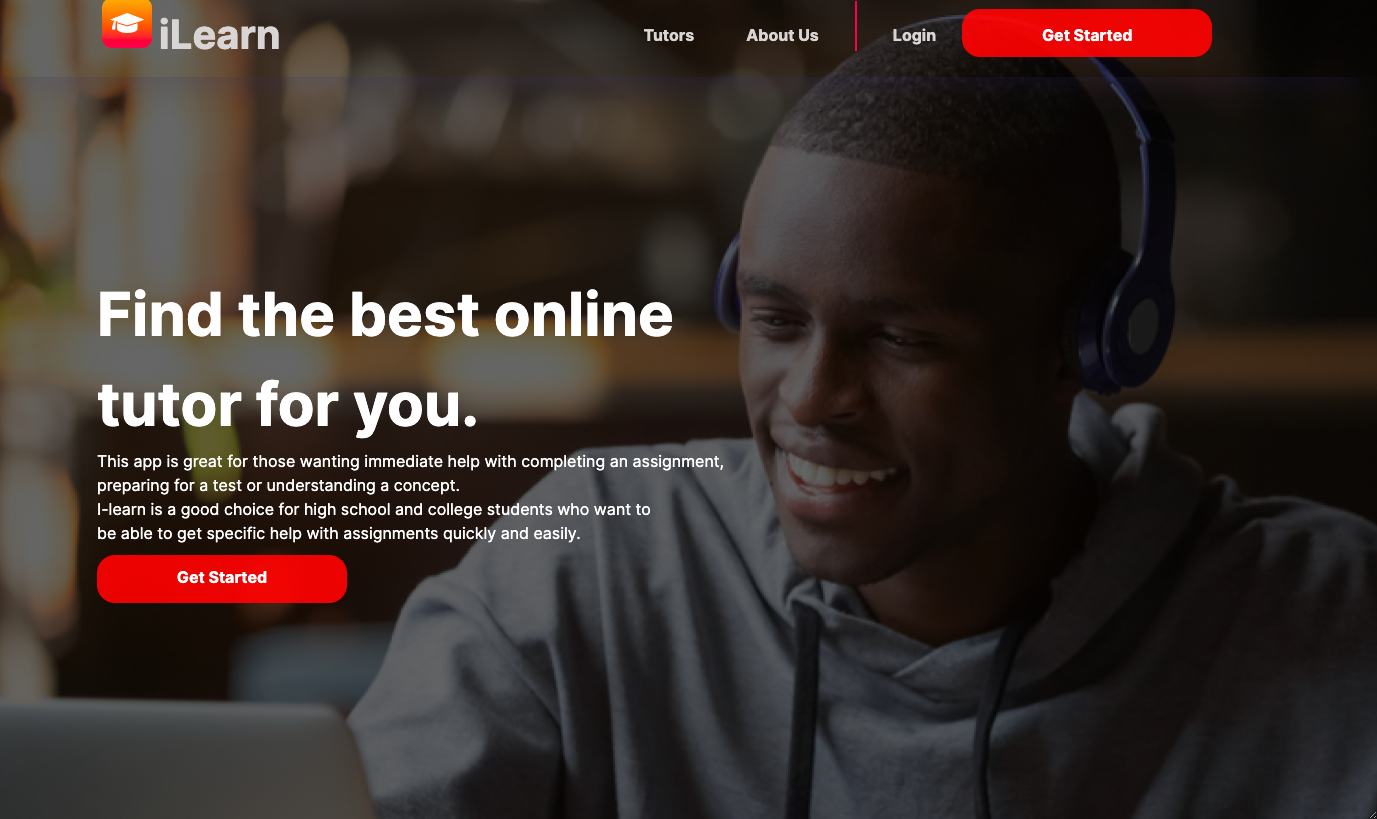 iLearn
Tutors
About Us
Login
Get Started
Find the best online
tutor for you.
This app is great for those wanting immediate help with completing an assignment,
preparing for a test or understanding a concept.
I-learn is a good choice for high school and college students who want to
be able to get specific help with assignments quickly and easily.
Get Started